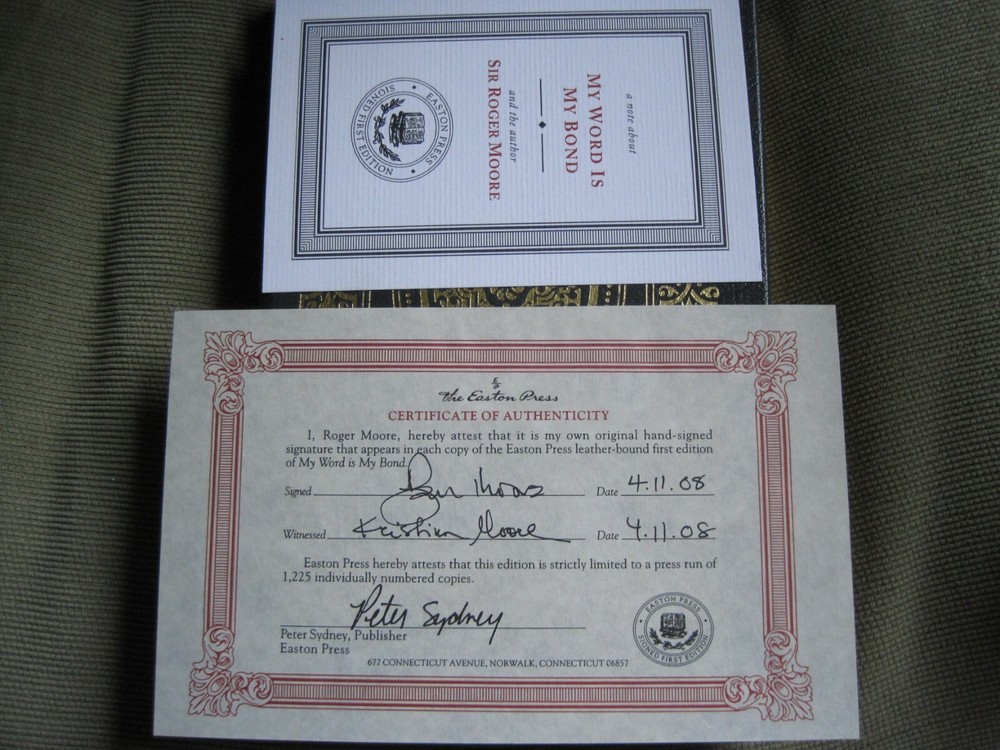 a note about
MY WORD IS
MY BOND
and the author
SIR ROGER MOORE
EASTON PRESS
SIGNED FIRST EDITION
The Easton Press
CERTIFICATE OF AUTHENTICITY
I, Roger Moore, hereby attest that it is my own original hand-signed
signature that appears in each copy of the Easton Press leather-bound first edition
of My Word is My Bond.
Signed Roger Moore Date 4.11.08
Witnessed Kristina Moore Date 4.11.08
Easton Press hereby attests that this edition is strictly limited to a press run of
1,225 individually numbered copies.
Peter Sydney
Peter Sydney, Publisher
Easton Press
EASTON PRESS
SIGNED FIRST EDITION
677 CONNECTICUT AVENUE, NORWALK, CONNECTICUT 06857